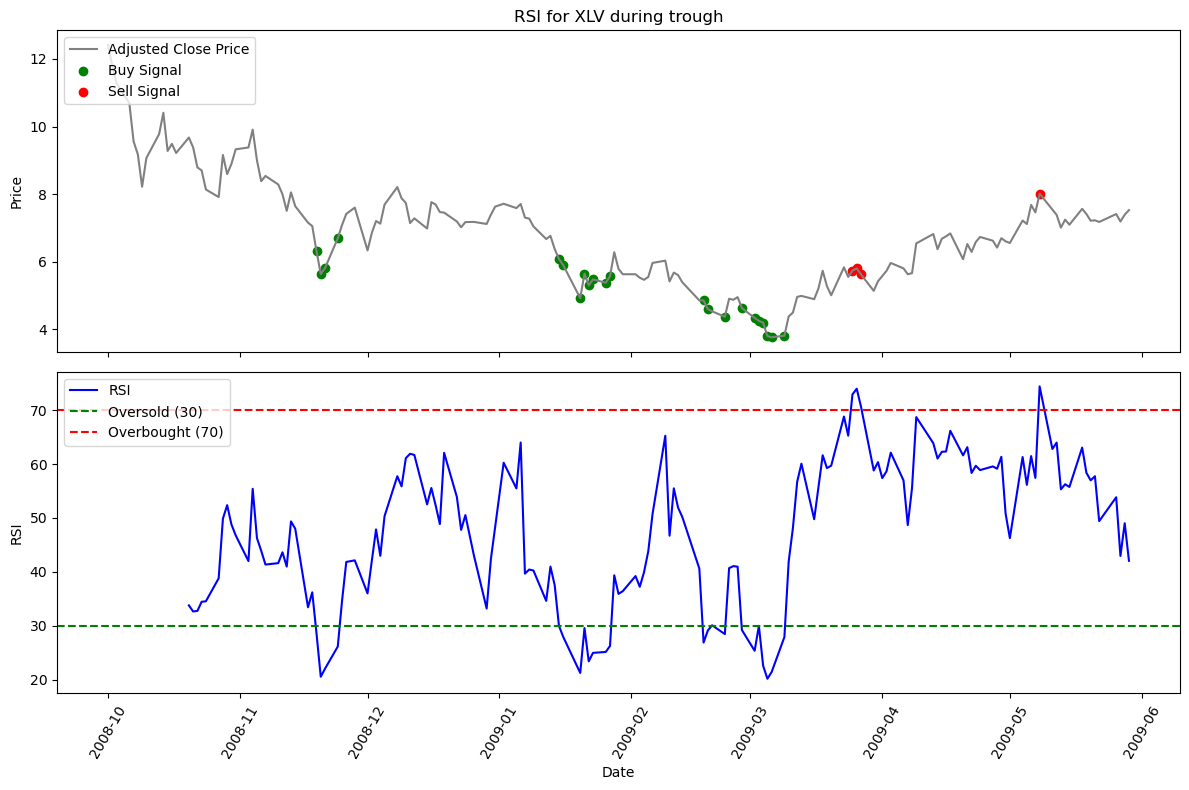 RSI for XLV during trough
Adjusted Close Price
Buy Signal
Sell Signal
12
10
8
6
4
Price
RSI
Oversold (30)
Overbought (70)
70
60
50
40
30
20
RSI
2008-10
2008-11
2008-12
2009-01
2009-02
2009-03
2009-04
2009-05
2009-06
Date